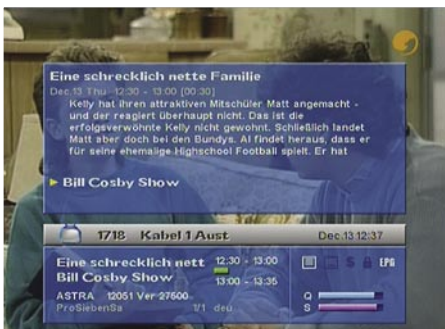 Eine schrecklich nette Familie
Dec.13 Thu 12:30 - 13:00 [00:30]
Kelly hat ihren attraktiven Mitschüler Matt angemacht -
und der reagiert überhaupt nicht. Das ist die
erfolgsverwöhnte Kelly nicht gewohnt. Schließlich landet
Matt aber doch bei den Bundys. Al findet heraus, dass er
für seine ehemalige Highschool Football spielt. Er hat
Bill Cosby Show
1718 Kabel 1 Aust Dec.13 12:37
Eine schrecklich nett 12:30 - 13:00
Bill Cosby Show 13:00 - 13:35
S EPG
ASTRA 12051 Ver 27500
ProSiebenSa 1/1 deu
Q
S